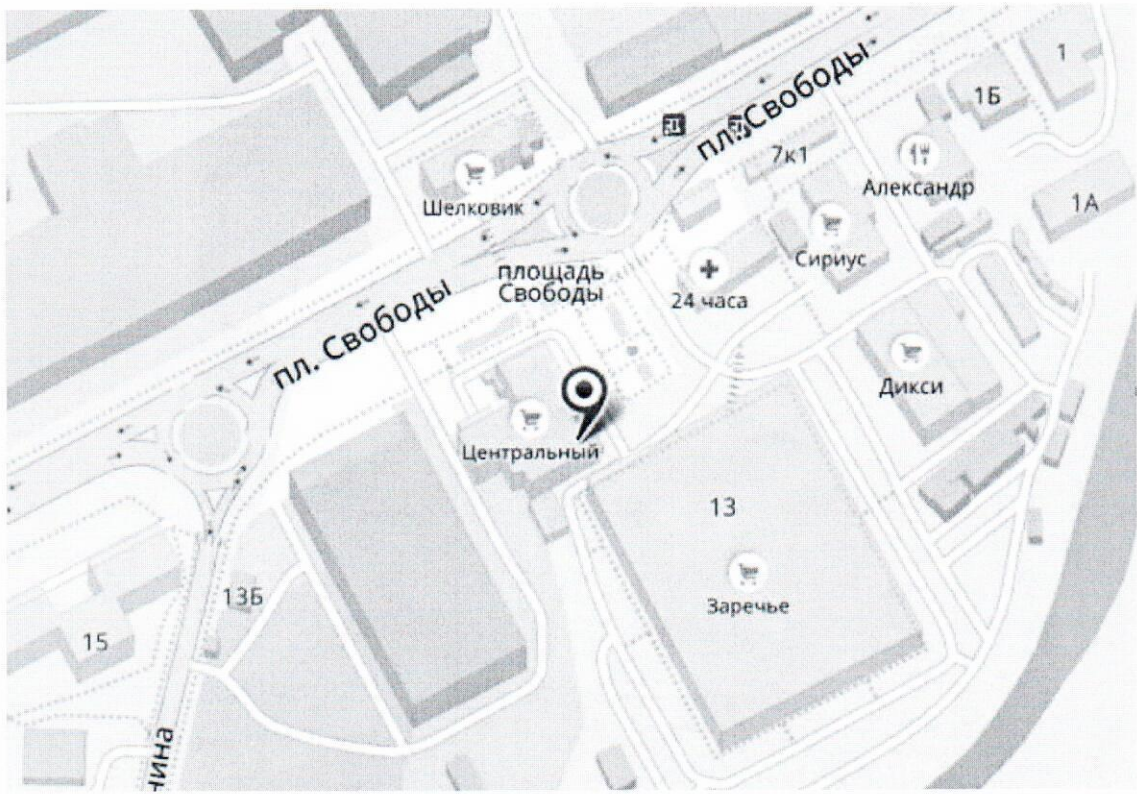 пл. Свободы
1
1Б
7к1
Александр
1А
Шелковик
Сириус
площадь
Свободы
24 часа
пл. Свободы
Дикси
Центральный
13
13Б
Заречье
15
нина